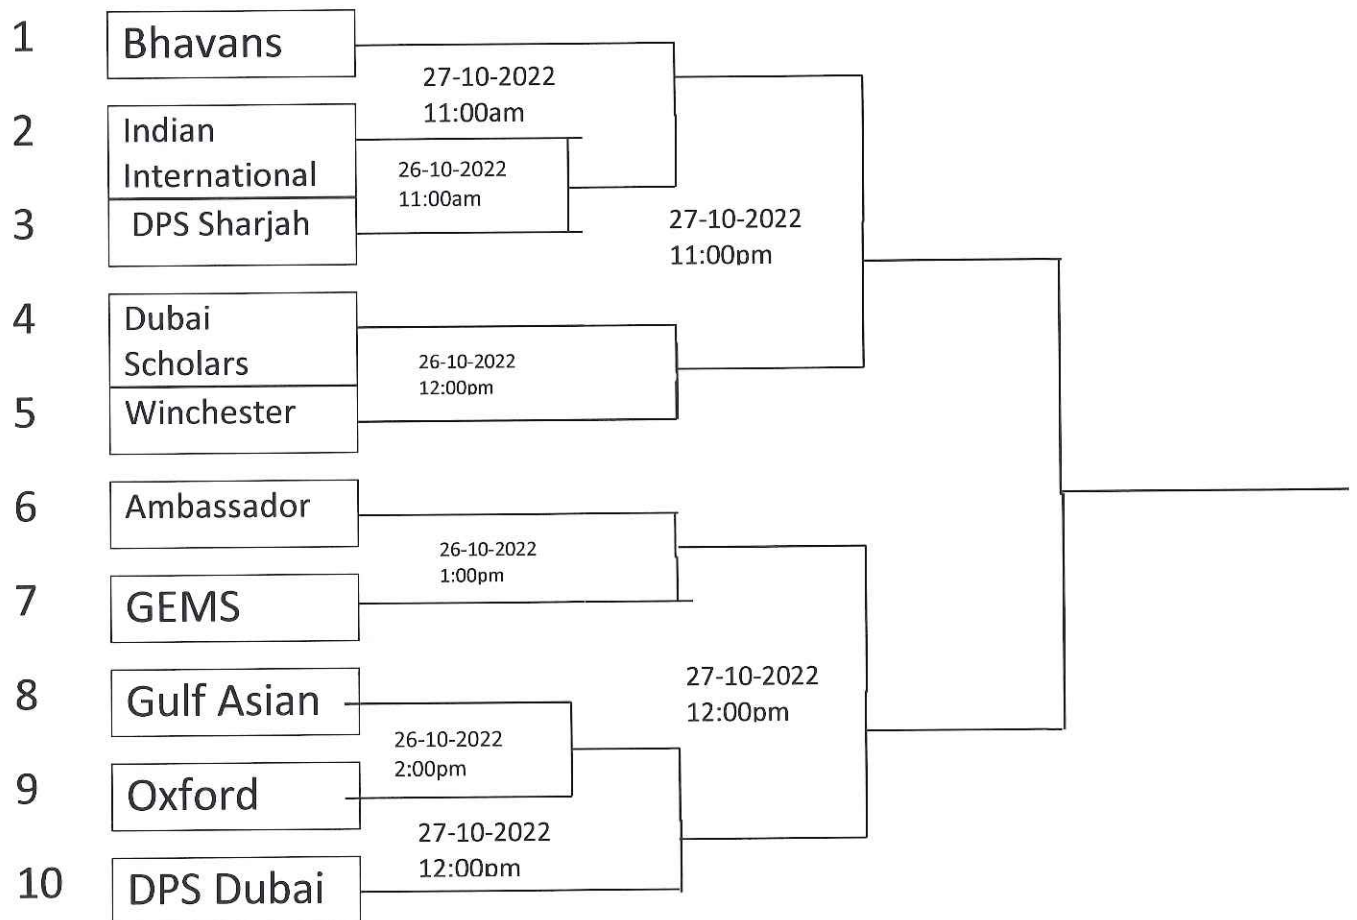 1 Bhavans
27-10-2022
11:00am
2 Indian
International
26-10-2022
11:00am
3 DPS Sharjah
27-10-2022
11:00pm
4 Dubai
Scholars
26-10-2022
12:00pm
5 Winchester
6 Ambassador
26-10-2022
1:00pm
7 GEMS
8 Gulf Asian
27-10-2022
12:00pm
26-10-2022
2:00pm
9 Oxford
27-10-2022
12:00pm
10 DPS Dubai